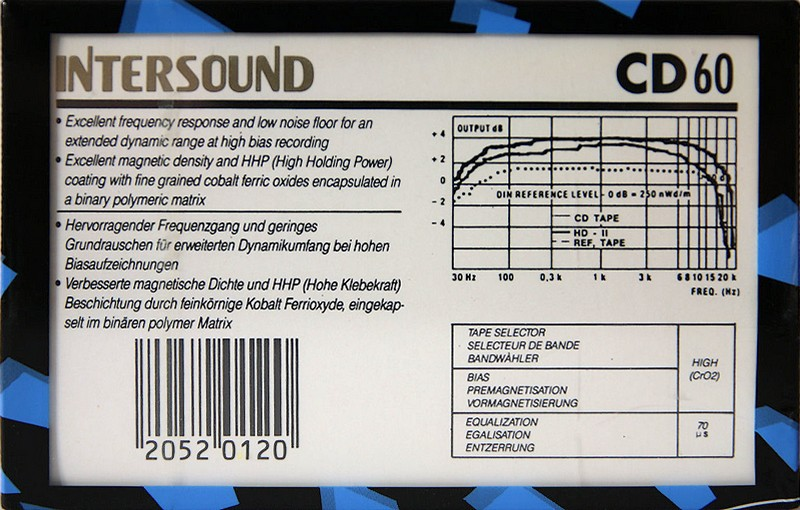 INTERSOUND
CD 60
• Excellent frequency response and low noise floor for an
extended dynamic range at high bias recording
• Excellent magnetic density and HHP (High Holding Power)
coating with fine grained cobalt ferric oxides encapsulated in
a binary polymeric matrix
• Hervorragender Frequenzgang und geringes
Grundrauschen für erweiterten Dynamikumfang bei hohen
Biasaufzeichnungen
• Verbesserte magnetische Dichte und HHP (Hohe Klebekraft)
Beschichtung durch feinkörnige Kobalt Ferrioxyde, eingekap-
selt im binären polymer Matrix
2052 0120
OUTPUT dB
+ 4
+ 2
0
- 2
- 4
DIN REFERENCE LEVEL - 0 dB = 250 nWd/m
CD TAPE
HD - II
REF, TAPE
30 Hz 100 0,3 k 1 k 3 k 6 8 10 15 20 k
FREQ. (Hz)
TAPE SELECTOR
SELECTEUR DE BANDE
BANDWÄHLER
BIAS
PREMAGNETISATION
VORMAGNETISIERUNG
HIGH
(CrO2)
EQUALIZATION
EGALISATION
ENTZERRUNG
70
µs